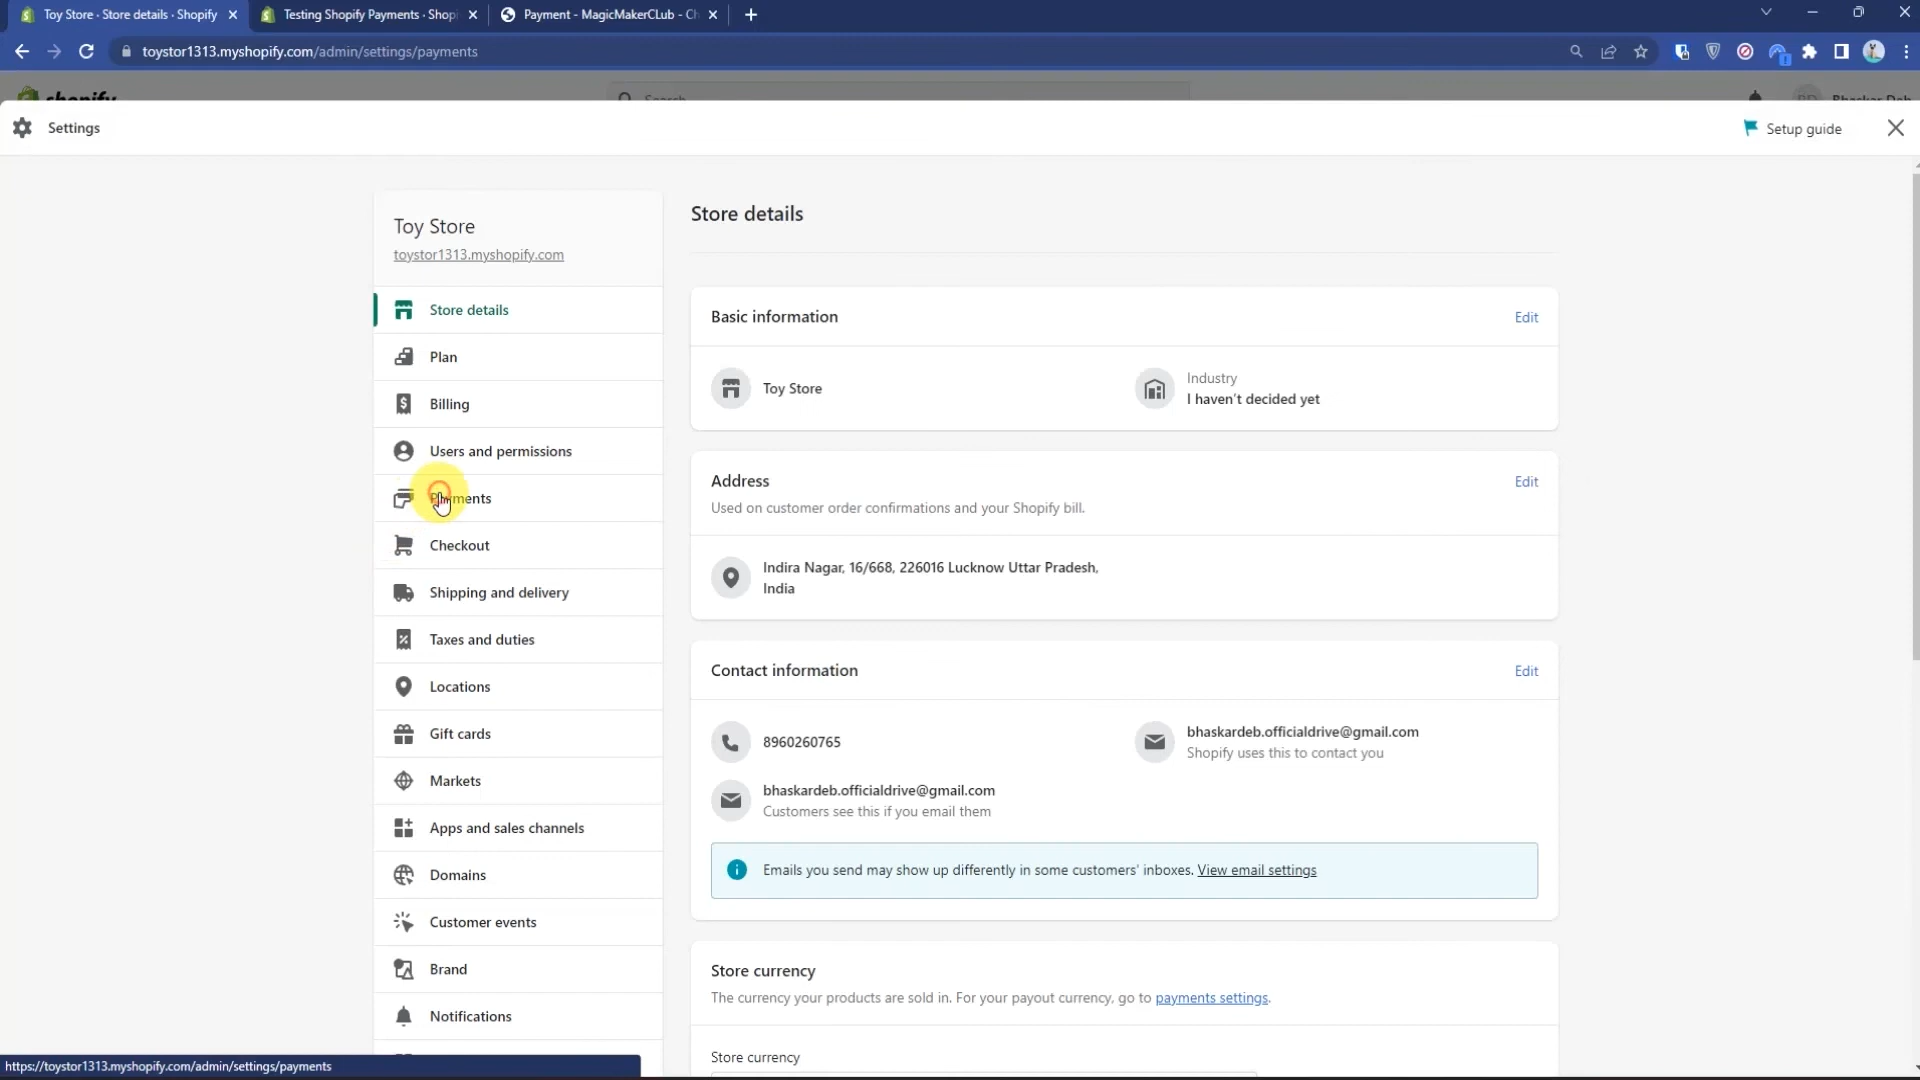 Toy Store · Store details · Shopify
Testing Shopify Payments · Shop
Payment - MagicMakerCLub - Ch
toystor1313.myshopify.com/admin/settings/payments
shopify
Search
Bhaskar Deb
Settings
Setup guide
Toy Store
toystor1313.myshopify.com
Store details
Plan
Billing
Users and permissions
Payments
Checkout
Shipping and delivery
Taxes and duties
Locations
Gift cards
Markets
Apps and sales channels
Domains
Customer events
Brand
Notifications
Store details
Basic information
Edit
Toy Store
Industry
I haven't decided yet
Address
Edit
Used on customer order confirmations and your Shopify bill.
Indira Nagar, 16/668, 226016 Lucknow Uttar Pradesh,
India
Contact information
Edit
8960260765
bhaskardeb.officialdrive@gmail.com
Shopify uses this to contact you
bhaskardeb.officialdrive@gmail.com
Customers see this if you email them
Emails you send may show up differently in some customers' inboxes. View email settings
Store currency
The currency your products are sold in. For your payout currency, go to payments settings.
Store currency
https://toystor1313.myshopify.com/admin/settings/payments